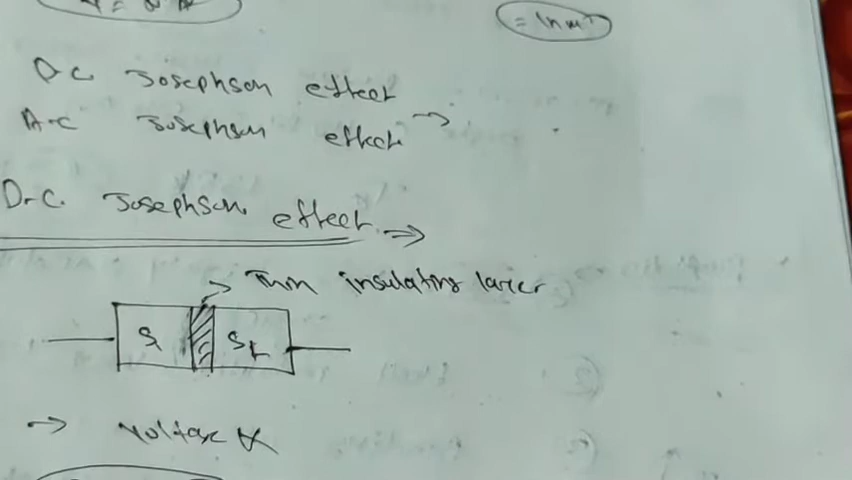 = 1nm
D.C Josephson effect
A.C Josephson effect →
D.C. Josephson effect →
→ Thin insulating layer
S₁ S₂
→ Voltage ✗